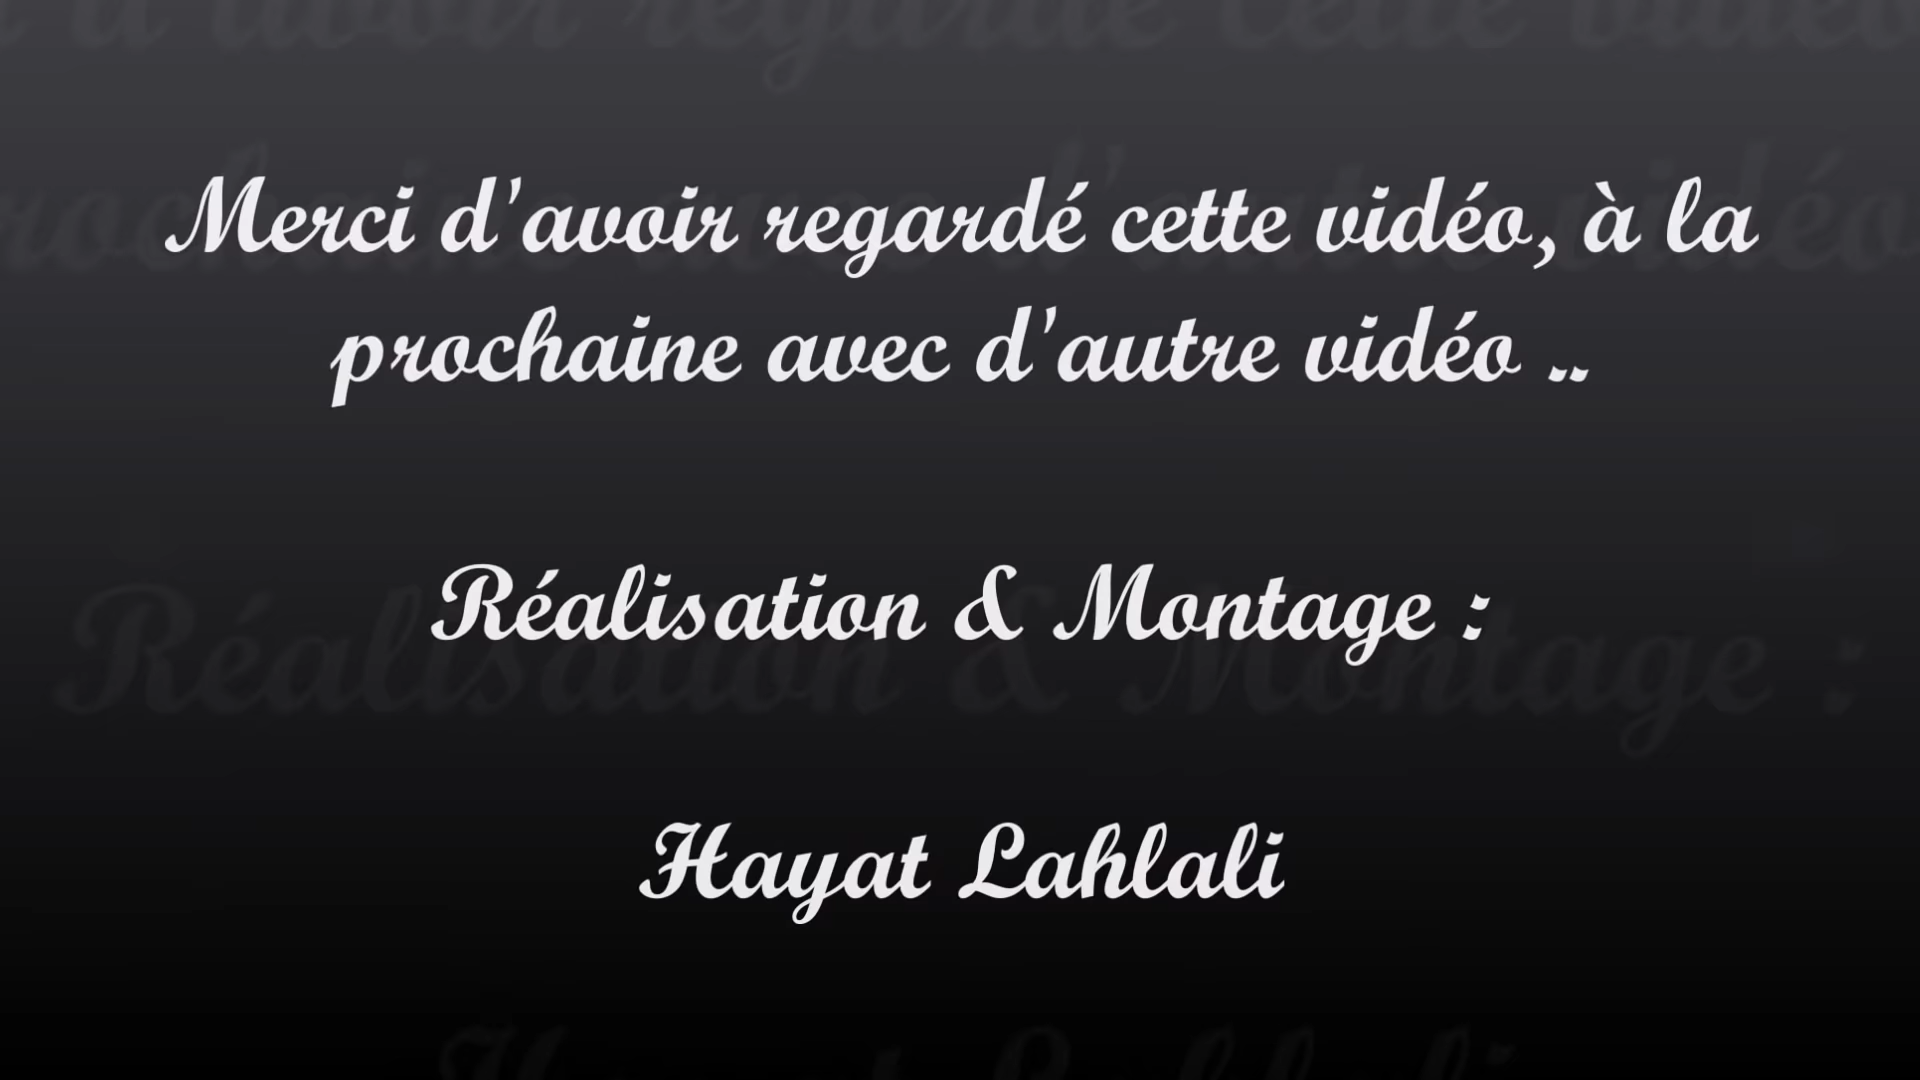 Merci d'avoir regardé cette vidéo, à la
prochaine avec d'autre vidéo ..
Réalisation & Montage :
Hayat Lahlali